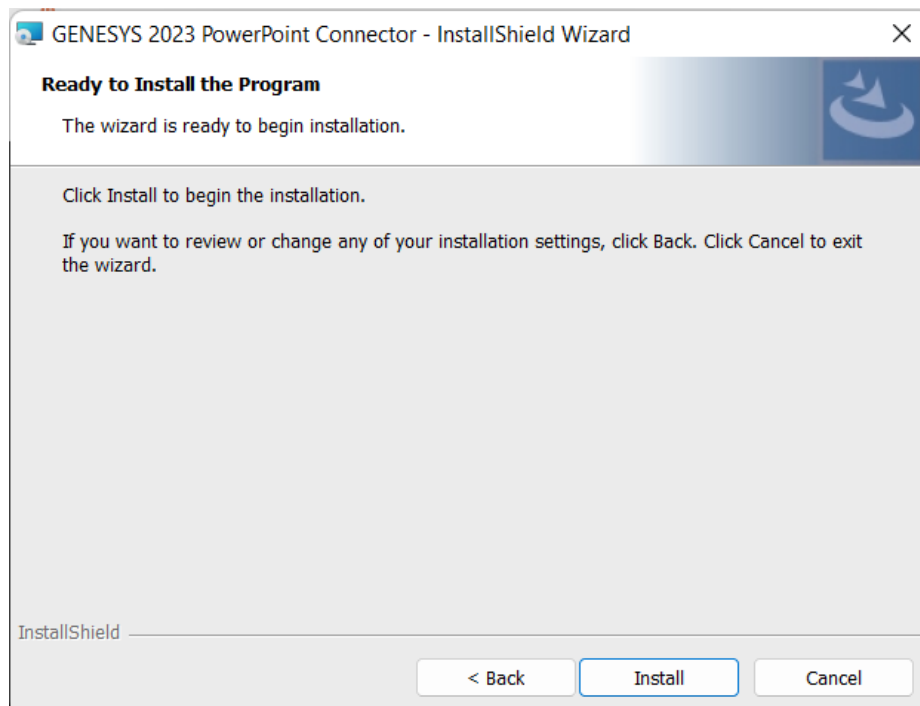 GENESYS 2023 PowerPoint Connector - InstallShield Wizard
Ready to Install the Program
The wizard is ready to begin installation.
Click Install to begin the installation.
If you want to review or change any of your installation settings, click Back. Click Cancel to exit
the wizard.
InstallShield
< Back
Install
Cancel